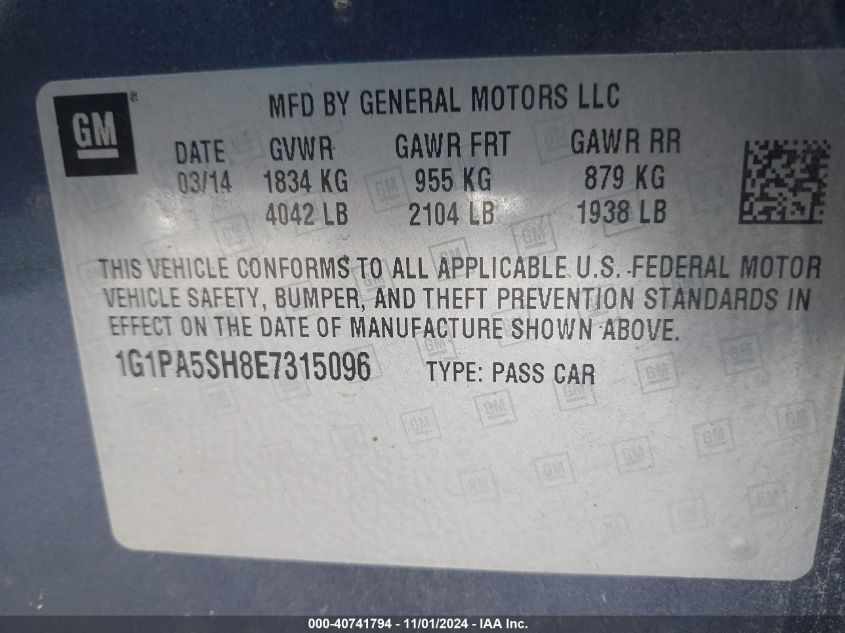 GM®
MFD BY GENERAL MOTORS LLC
DATE GVWR GAWR FRT GAWR RR
03/14 1834 KG 955 KG 879 KG
4042 LB 2104 LB 1938 LB
THIS VEHICLE CONFORMS TO ALL APPLICABLE U.S. FEDERAL MOTOR
VEHICLE SAFETY, BUMPER, AND THEFT PREVENTION STANDARDS IN
EFFECT ON THE DATE OF MANUFACTURE SHOWN ABOVE.
1G1PA5SH8E7315096 TYPE: PASS CAR
000-40741794 - 11/01/2024 - IAA Inc.